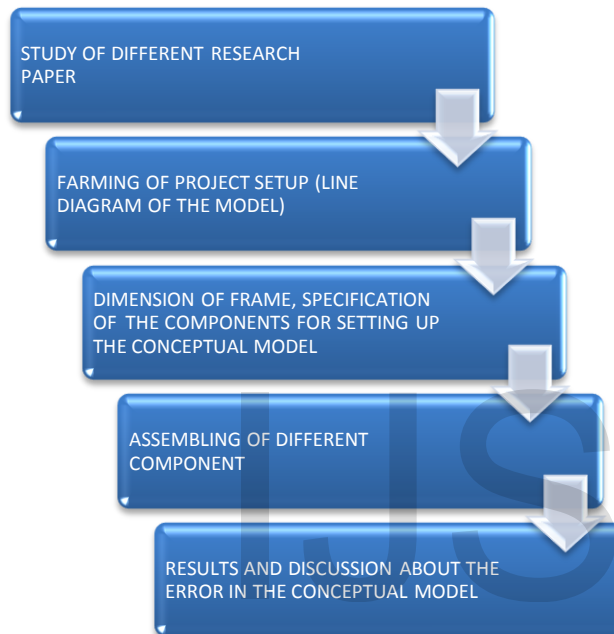 STUDY OF DIFFERENT RESEARCH
PAPER
FARMING OF PROJECT SETUP (LINE
DIAGRAM OF THE MODEL)
DIMENSION OF FRAME, SPECIFICATION
OF THE COMPONENTS FOR SETTING UP
THE CONCEPTUAL MODEL
ASSEMBLING OF DIFFERENT
COMPONENT
RESULTS AND DISCUSSION ABOUT THE
ERROR IN THE CONCEPTUAL MODEL
IJS